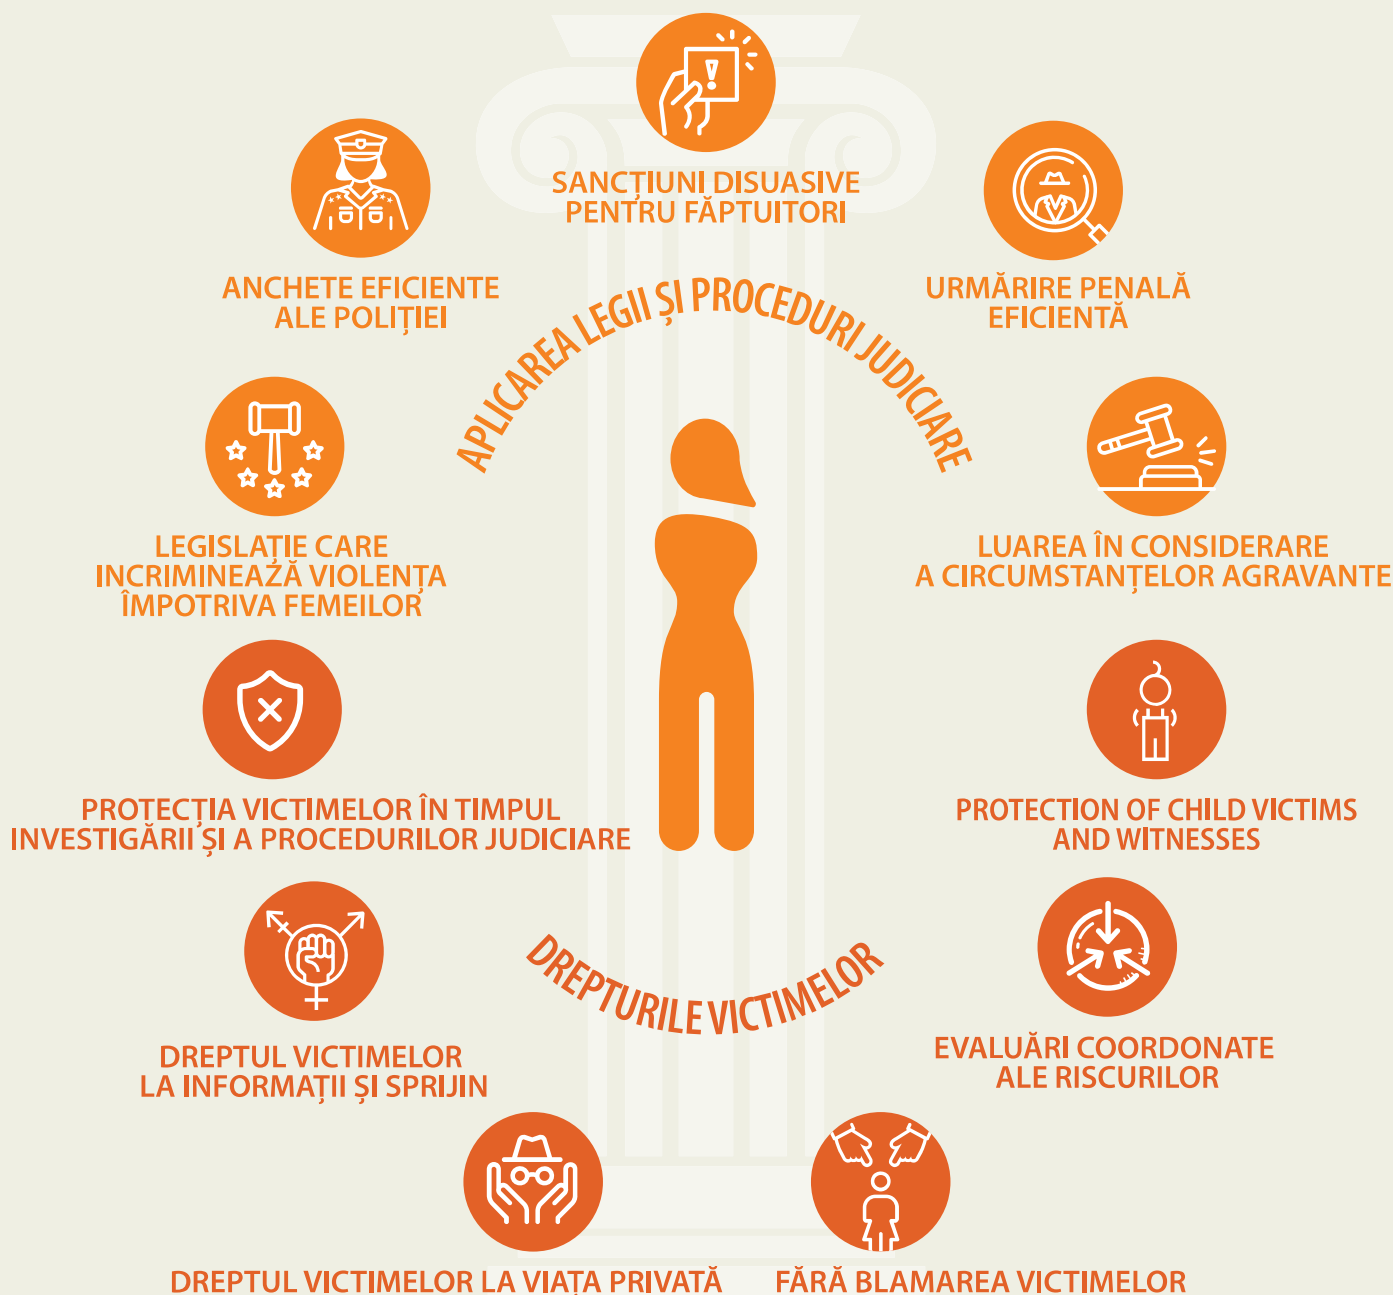 SANCȚIUNI DISUASIVE
PENTRU FĂPTUITORI
ANCHETE EFICIENTE
ALE POLIȚIEI
URMĂRIRE PENALĂ
EFICIENTĂ
APLICAREA LEGII ȘI PROCEDURI JUDICIARE
LEGISLAȚIE CARE
INCRIMINEAZĂ VIOLENȚA
ÎMPOTRIVA FEMEILOR
LUAREA ÎN CONSIDERARE
A CIRCUMSTANȚELOR AGRAVANTE
PROTECȚIA VICTIMELOR ÎN TIMPUL
INVESTIGĂRII ȘI A PROCEDURILOR JUDICIARE
PROTECTION OF CHILD VICTIMS
AND WITNESSES
DREPTURILE VICTIMELOR
DREPTUL VICTIMELOR
LA INFORMAȚII ȘI SPRIJIN
EVALUĂRI COORDONATE
ALE RISCURILOR
DREPTUL VICTIMELOR LA VIAȚA PRIVATĂ
FĂRĂ BLAMAREA VICTIMELOR